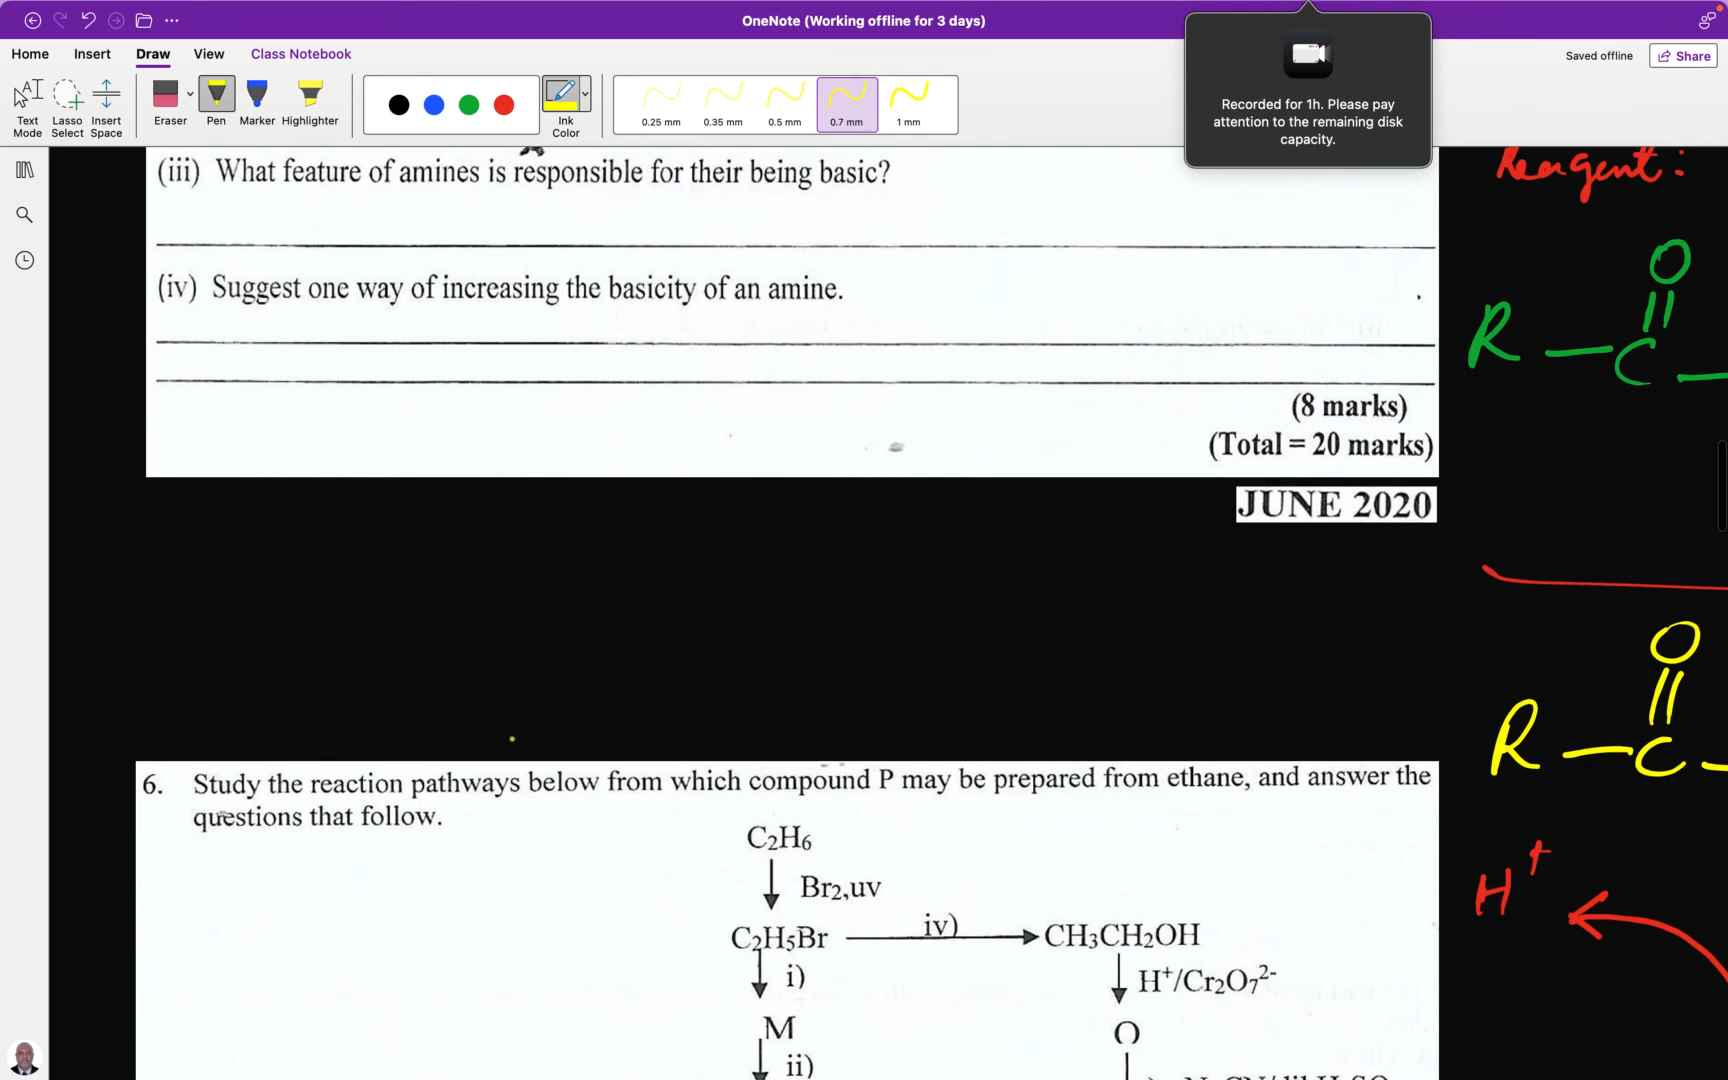 OneNote (Working offline for 3 days)
Home Insert Draw View Class Notebook
Saved offline
Share
Text Mode
Lasso Select
Insert Space
Eraser
Pen
Marker
Highlighter
Ink Color
0.25 mm
0.35 mm
0.5 mm
0.7 mm
1 mm
Recorded for 1h. Please pay
attention to the remaining disk
capacity.
(iii) What feature of amines is responsible for their being basic?
(iv) Suggest one way of increasing the basicity of an amine.
(8 marks)
(Total = 20 marks)
JUNE 2020
Reagent:
O
R — C
O
R — C
H⁺
6. Study the reaction pathways below from which compound P may be prepared from ethane, and answer the
questions that follow.
C₂H₆
Br₂,uv
C₂H₅Br iv) CH₃CH₂OH
i) H⁺/Cr₂O₇²⁻
M O
ii)